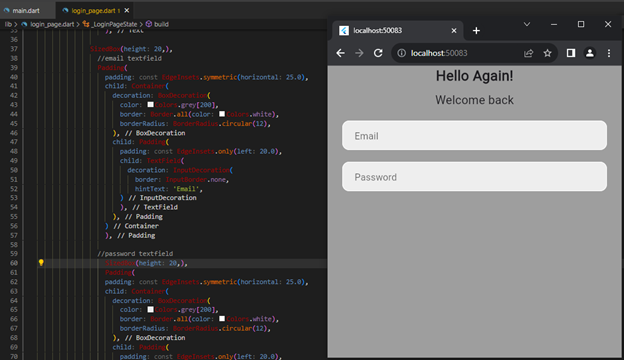 main.dart
login_page.dart 1
lib > login_page.dart > _LoginPageState > build
35 ), // Text
36
37 SizedBox(height: 20,),
38 //email textfield
39 Padding(
40 padding: const EdgeInsets.symmetric(horizontal: 25.0),
41 child: Container(
42 decoration: BoxDecoration(
43 color: Colors.grey[200],
44 border: Border.all(color: Colors.white),
45 borderRadius: BorderRadius.circular(12),
46 ), // BoxDecoration
47 child: Padding(
48 padding: const EdgeInsets.only(left: 20.0),
49 child: TextField(
50 decoration: InputDecoration(
51 border: InputBorder.none,
52 hintText: 'Email',
53 ) // InputDecoration
54 ), // TextField
55 ), // Padding
56 ) // Container
57 ), // Padding
58
59 //password textfield
60 SizedBox(height: 20,),
61 Padding(
62 padding: const EdgeInsets.symmetric(horizontal: 25.0),
63 child: Container(
64 decoration: BoxDecoration(
65 color: Colors.grey[200],
66 border: Border.all(color: Colors.white),
67 borderRadius: BorderRadius.circular(12),
68 ), // BoxDecoration
69 child: Padding(
70 padding: const EdgeInsets.only(left: 20.0),
localhost:50083
localhost:50083
Hello Again!
Welcome back
Email
Password